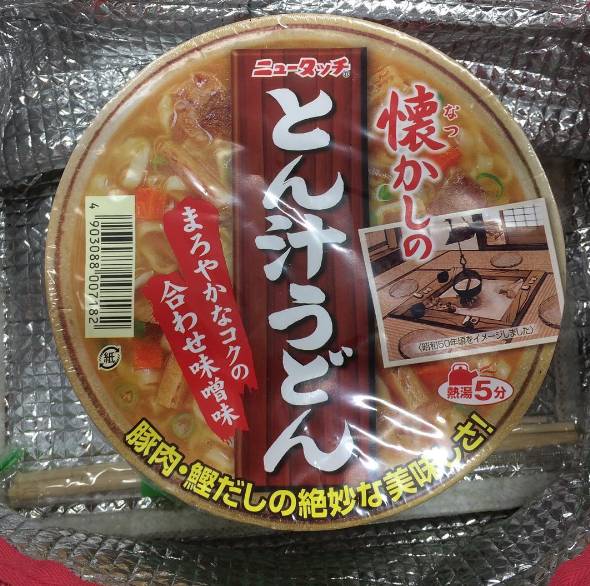 ニュータッチ®
懐かしの
なつ
とん汁うどん
まろやかなコクの
合わせ味噌味
(昭和50年頃をイメージしました)
熱湯5分
豚肉・鰹だしの絶妙な美味しさ!
4903088007182
紙